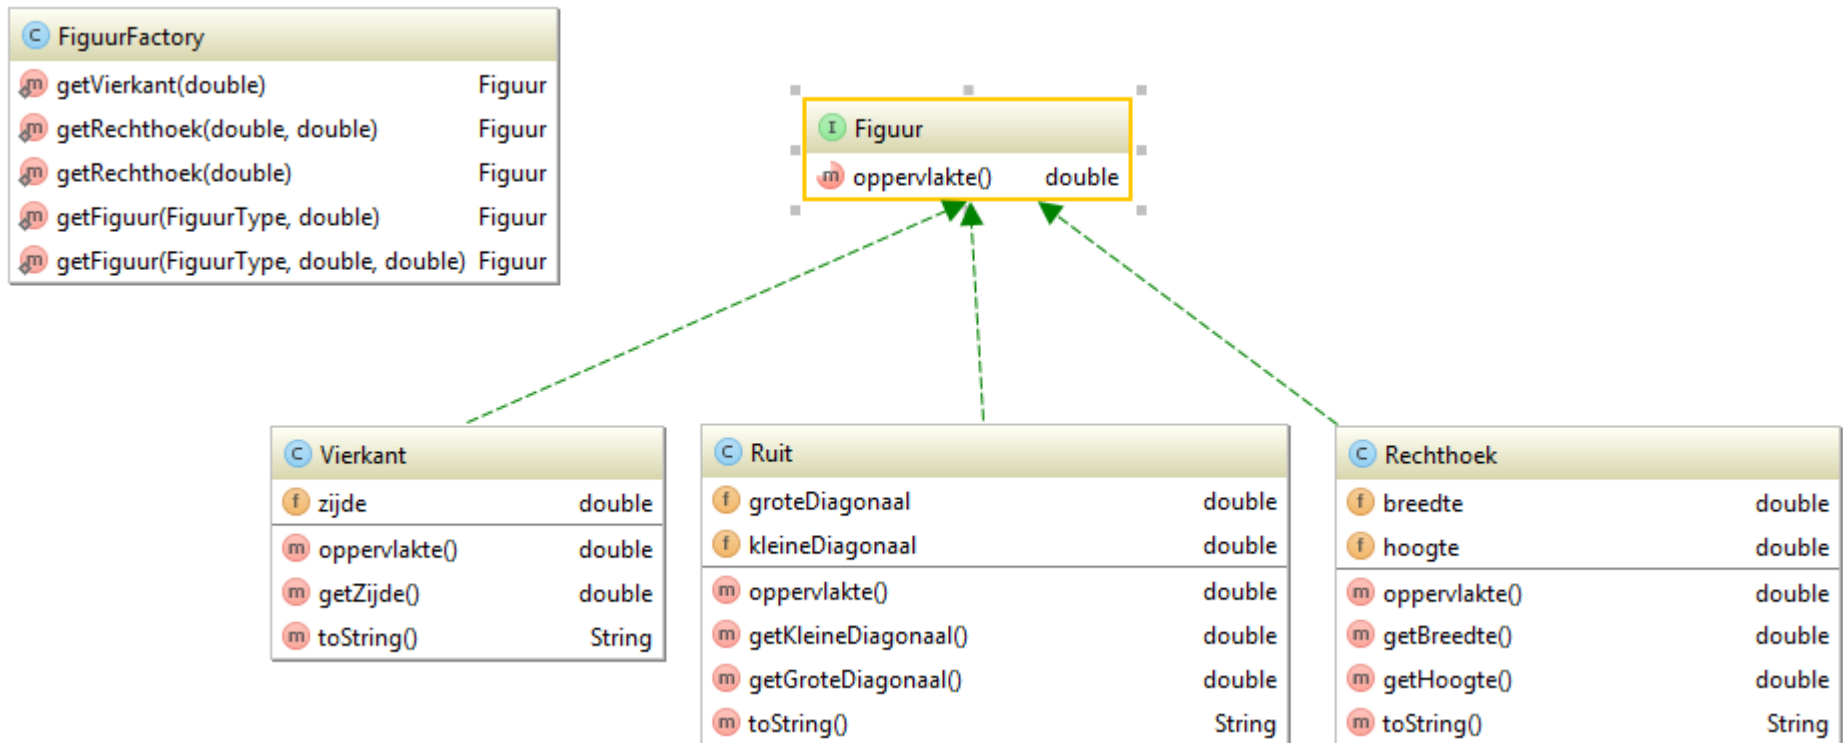 C FiguurFactory
m getVierkant(double) Figuur
m getRechthoek(double, double) Figuur
m getRechthoek(double) Figuur
m getFiguur(FiguurType, double) Figuur
m getFiguur(FiguurType, double, double) Figuur
I Figuur
m oppervlakte() double
C Vierkant
f zijde double
m oppervlakte() double
m getZijde() double
m toString() String
C Ruit
f groteDiagonaal double
f kleineDiagonaal double
m oppervlakte() double
m getKleineDiagonaal() double
m getGroteDiagonaal() double
m toString() String
C Rechthoek
f breedte double
f hoogte double
m oppervlakte() double
m getBreedte() double
m getHoogte() double
m toString() String